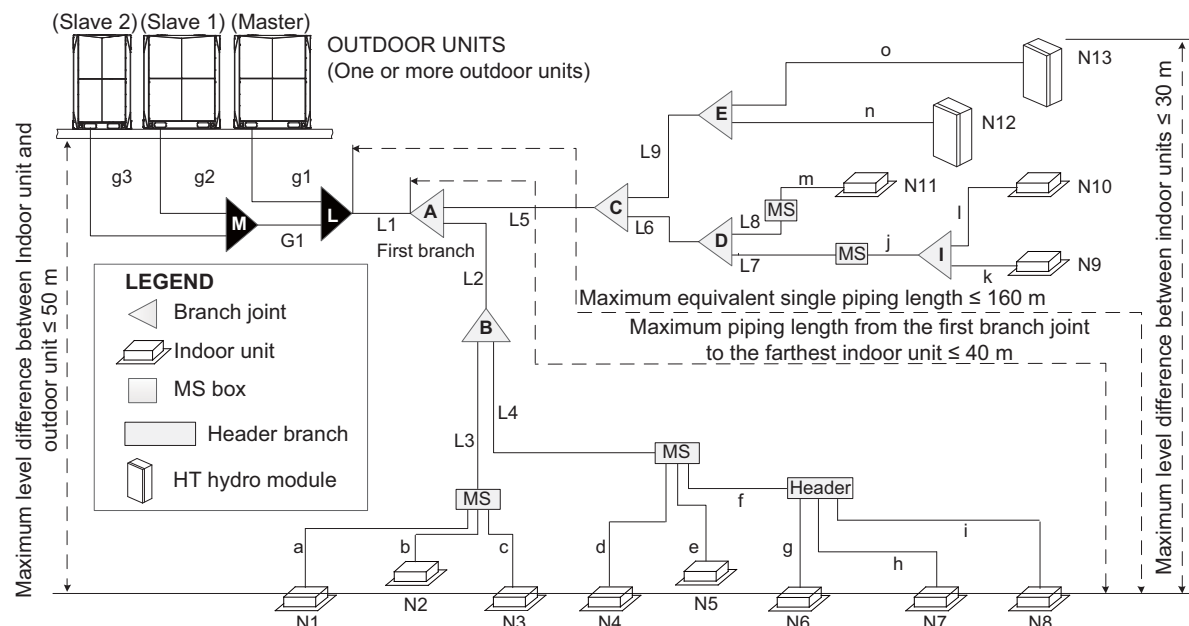 (Slave 2) (Slave 1) (Master)
OUTDOOR UNITS
(One or more outdoor units)
g3
g2
g1
M
G1
L
L1
A
First branch
L5
L2
B
L3
L4
C
L9
L6
E
o
n
N13
N12
D
L8
L7
MS
m
N11
MS
j
I
l
k
N10
N9
Maximum equivalent single piping length ≤ 160 m
Maximum piping length from the first branch joint
to the farthest indoor unit ≤ 40 m
Maximum level difference between Indoor unit and
outdoor unit ≤ 50 m
Maximum level difference between indoor units ≤ 30 m
LEGEND
Branch joint
Indoor unit
MS box
Header branch
HT hydro module
MS
a
b
c
MS
d
e
f
Header
g
h
i
N1
N2
N3
N4
N5
N6
N7
N8